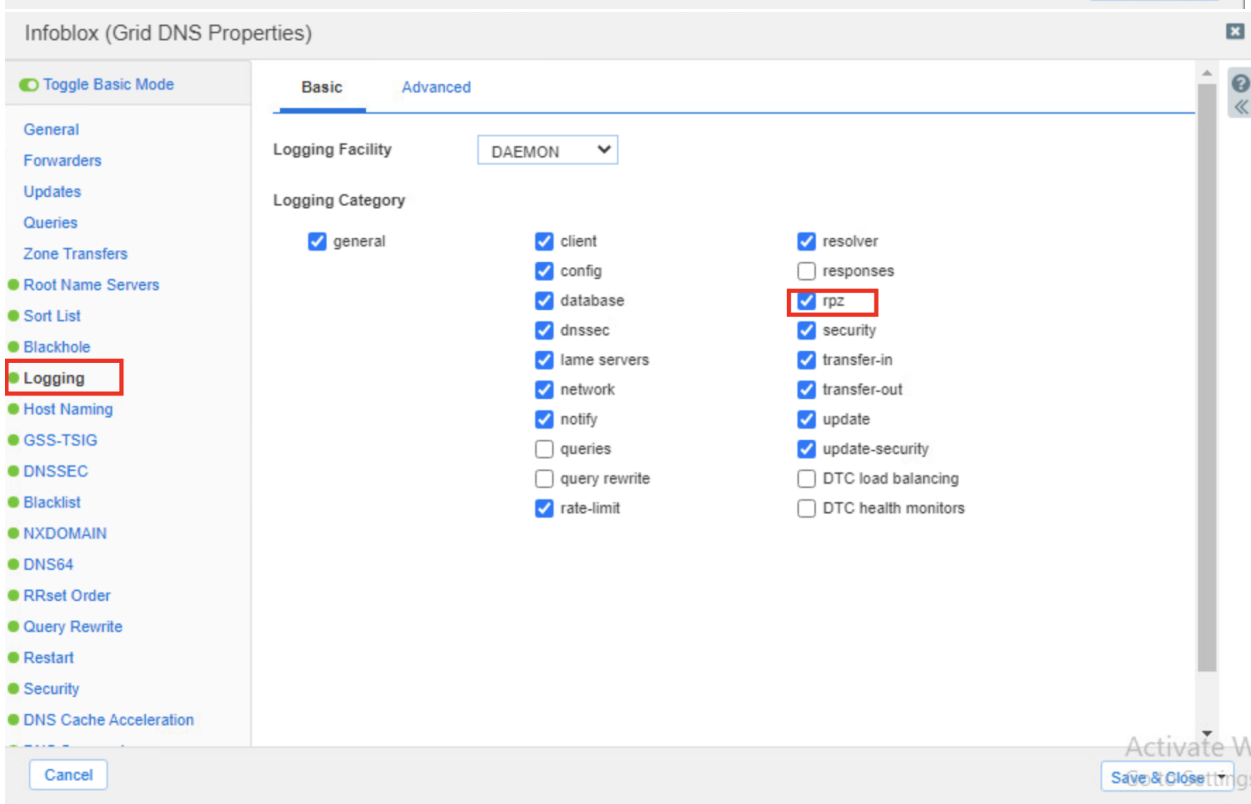 Infoblox (Grid DNS Properties)
Toggle Basic Mode
General
Forwarders
Updates
Queries
Zone Transfers
Root Name Servers
Sort List
Blackhole
Logging
Host Naming
GSS-TSIG
DNSSEC
Blacklist
NXDOMAIN
DNS64
RRset Order
Query Rewrite
Restart
Security
DNS Cache Acceleration
Basic Advanced
Logging Facility DAEMON
Logging Category
general client resolver
config responses
database rpz
dnssec security
lame servers transfer-in
network transfer-out
notify update
queries update-security
query rewrite DTC load balancing
rate-limit DTC health monitors
Activate W
Cancel Save & Close
Go to Settings